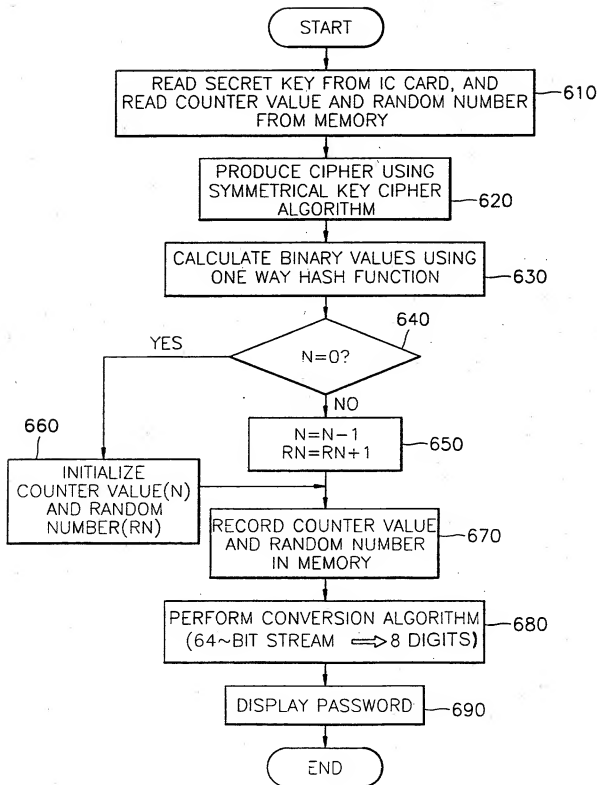 START
READ SECRET KEY FROM IC CARD, AND
READ COUNTER VALUE AND RANDOM NUMBER
FROM MEMORY
610
PRODUCE CIPHER USING
SYMMETRICAL KEY CIPHER
ALGORITHM
620
CALCULATE BINARY VALUES USING
ONE WAY HASH FUNCTION
630
640
YES
N=0?
NO
N=N-1
RN=RN+1
650
660
INITIALIZE
COUNTER VALUE(N)
AND RANDOM
NUMBER(RN)
RECORD COUNTER VALUE
AND RANDOM NUMBER
IN MEMORY
670
PERFORM CONVERSION ALGORITHM
(64~BIT STREAM ⇒ 8 DIGITS)
680
DISPLAY PASSWORD
690
END